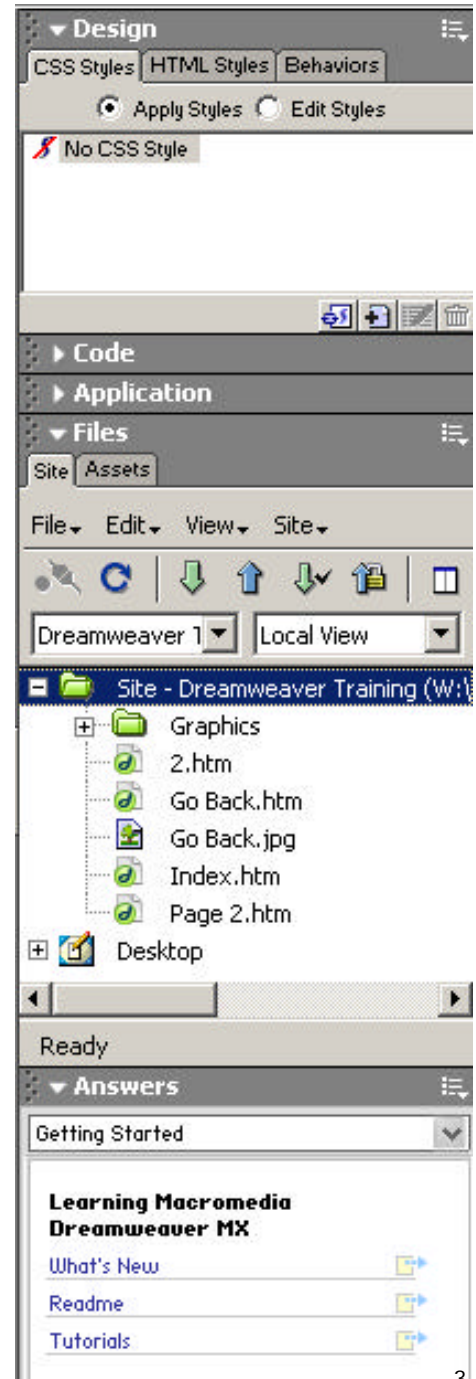 Design
CSS Styles HTML Styles Behaviors
Apply Styles Edit Styles
No CSS Style
Code
Application
Files
Site Assets
File Edit View Site
Dreamweaver T Local View
Site - Dreamweaver Training (W:\
Graphics
2.htm
Go Back.htm
Go Back.jpg
Index.htm
Page 2.htm
Desktop
Ready
Answers
Getting Started
Learning Macromedia
Dreamweaver MX
What's New
Readme
Tutorials
3